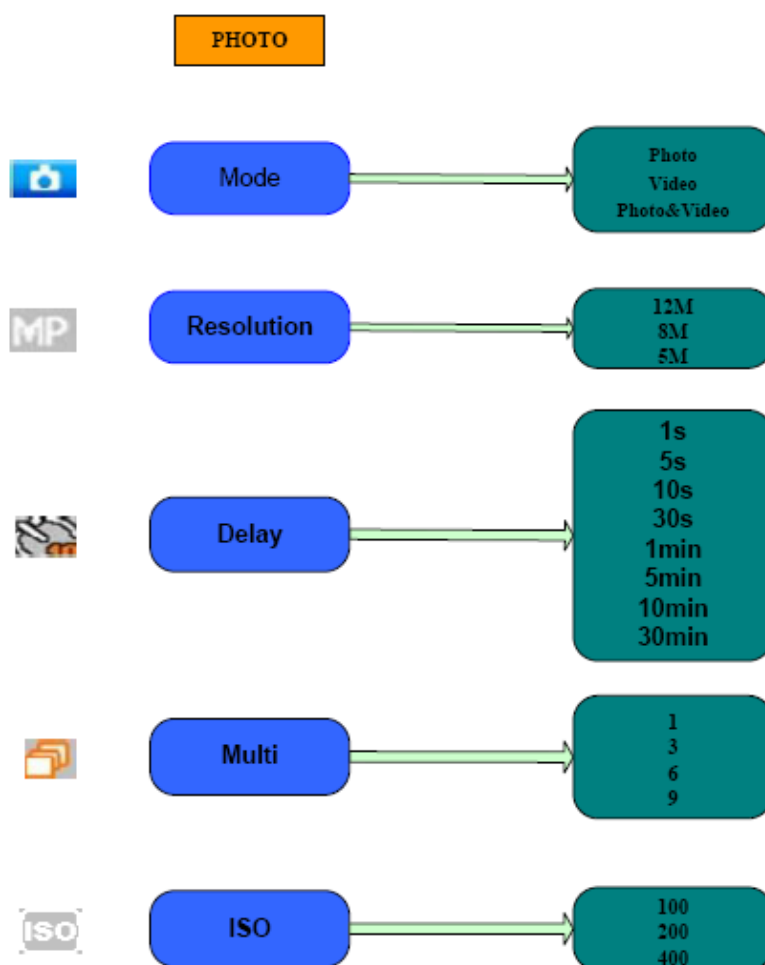 PHOTO
Mode
Photo
Video
Photo&Video
MP
Resolution
12M
8M
5M
Delay
1s
5s
10s
30s
1min
5min
10min
30min
Multi
1
3
6
9
ISO
ISO
100
200
400